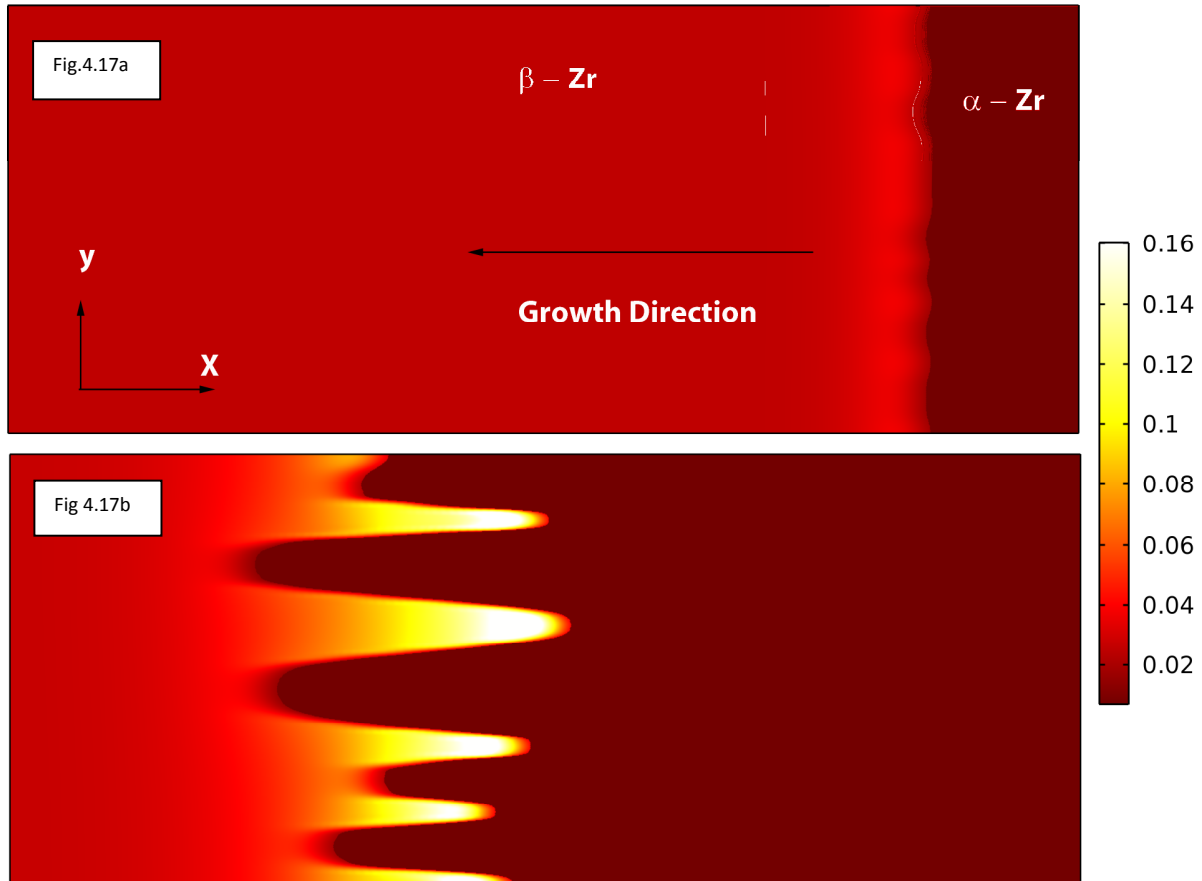 Fig.4.17a
β – Zr
α – Zr
y
Growth Direction
X
0.16
0.14
0.12
0.1
0.08
0.06
0.04
0.02
Fig 4.17b